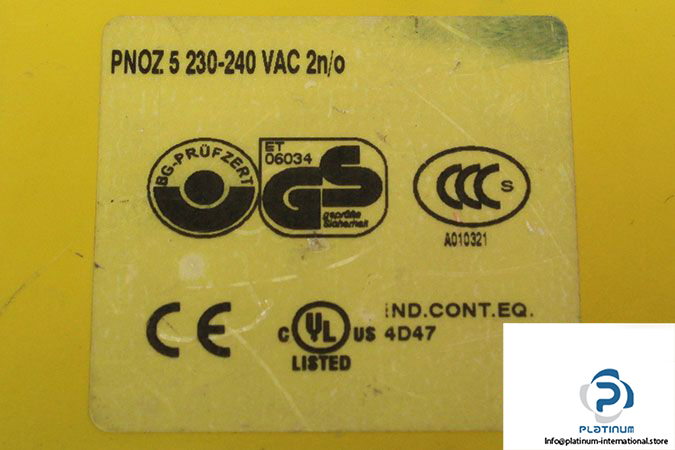 PNOZ 5 230-240 VAC 2n/o
BG-PRÜFZERT
ET
06034
GS
geprüfte
Sicherheit
CCC S
A010321
CE
C UL US
LISTED
IND.CONT.EQ.
4D47
PLATINUM
Info@platinum-international.store